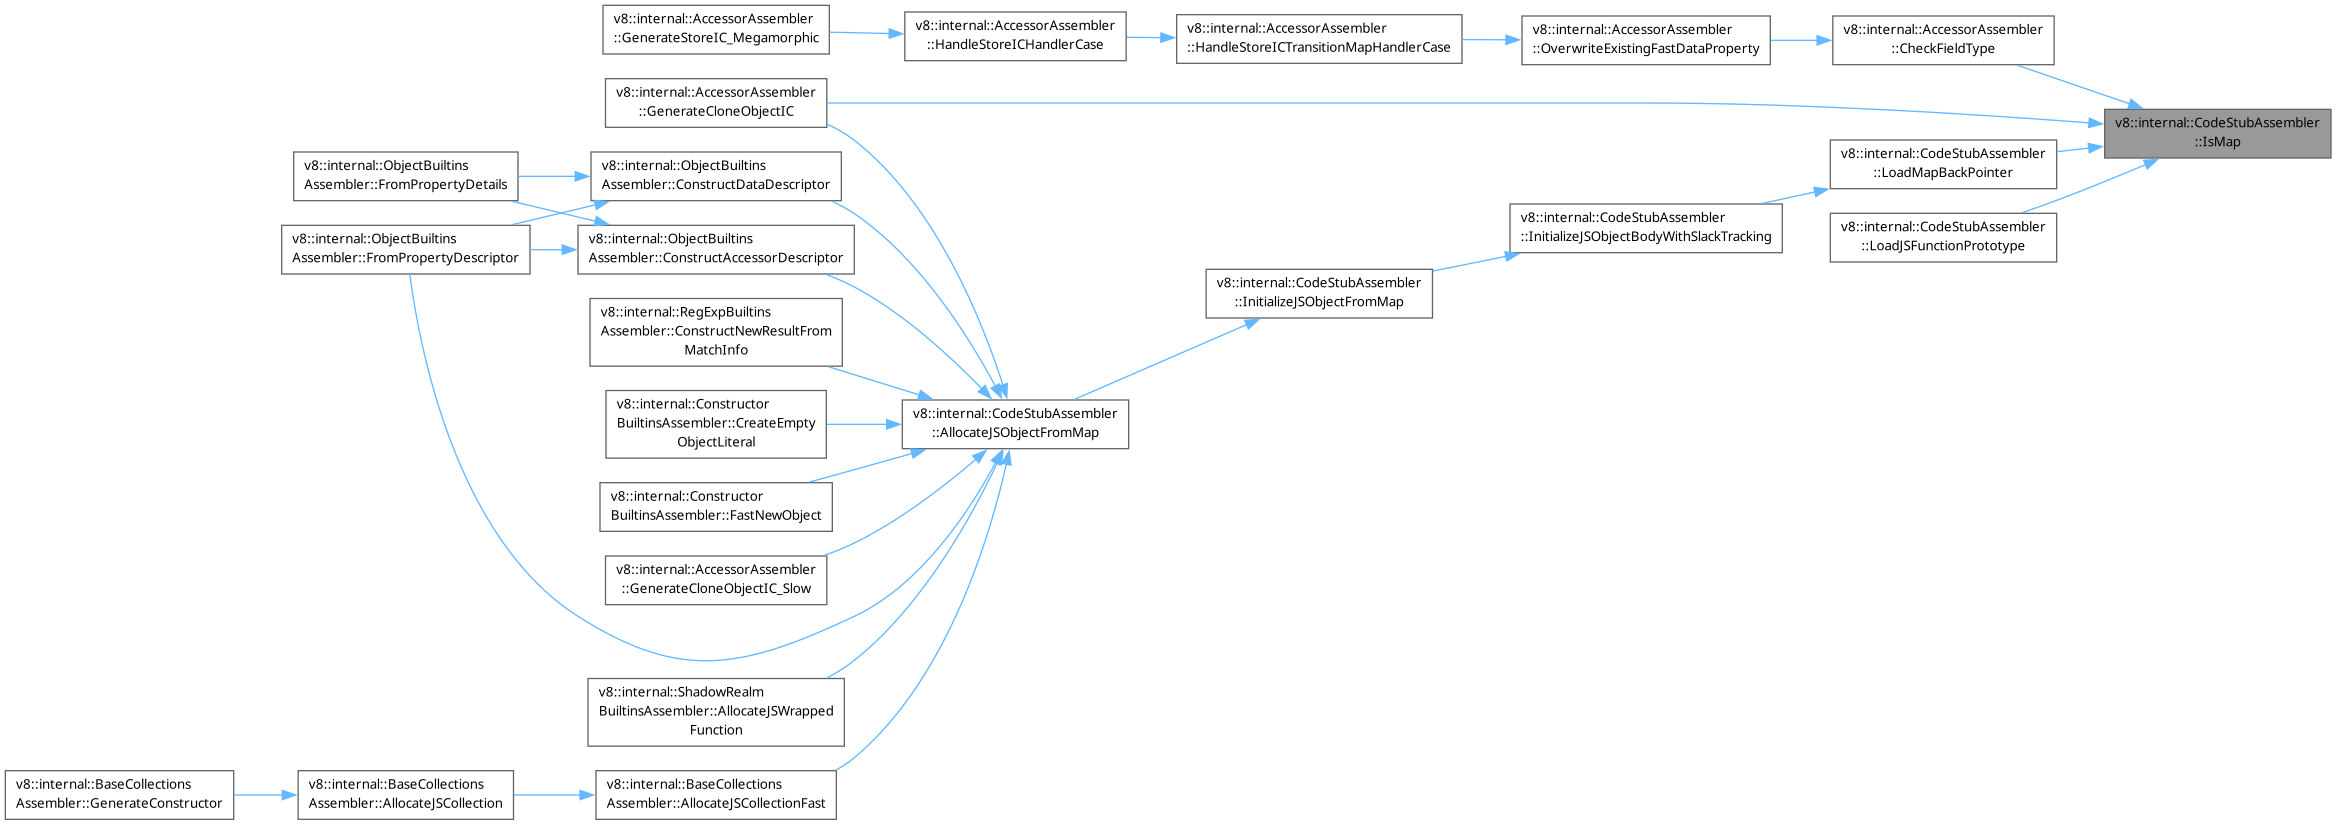 v8::internal::AccessorAssembler
::GenerateStoreIC_Megamorphic
v8::internal::AccessorAssembler
::HandleStoreICHandlerCase
v8::internal::AccessorAssembler
::HandleStoreICTransitionMapHandlerCase
v8::internal::AccessorAssembler
::OverwriteExistingFastDataProperty
v8::internal::AccessorAssembler
::CheckFieldType
v8::internal::AccessorAssembler
::GenerateCloneObjectIC
v8::internal::CodeStubAssembler
::IsMap
v8::internal::ObjectBuiltins
Assembler::FromPropertyDetails
v8::internal::ObjectBuiltins
Assembler::ConstructDataDescriptor
v8::internal::CodeStubAssembler
::LoadMapBackPointer
v8::internal::ObjectBuiltins
Assembler::FromPropertyDescriptor
v8::internal::ObjectBuiltins
Assembler::ConstructAccessorDescriptor
v8::internal::CodeStubAssembler
::InitializeJSObjectBodyWithSlackTracking
v8::internal::CodeStubAssembler
::LoadJSFunctionPrototype
v8::internal::CodeStubAssembler
::InitializeJSObjectFromMap
v8::internal::RegExpBuiltins
Assembler::ConstructNewResultFrom
MatchInfo
v8::internal::Constructor
BuiltinsAssembler::CreateEmpty
ObjectLiteral
v8::internal::CodeStubAssembler
::AllocateJSObjectFromMap
v8::internal::Constructor
BuiltinsAssembler::FastNewObject
v8::internal::AccessorAssembler
::GenerateCloneObjectIC_Slow
v8::internal::ShadowRealm
BuiltinsAssembler::AllocateJSWrapped
Function
v8::internal::BaseCollections
Assembler::GenerateConstructor
v8::internal::BaseCollections
Assembler::AllocateJSCollection
v8::internal::BaseCollections
Assembler::AllocateJSCollectionFast